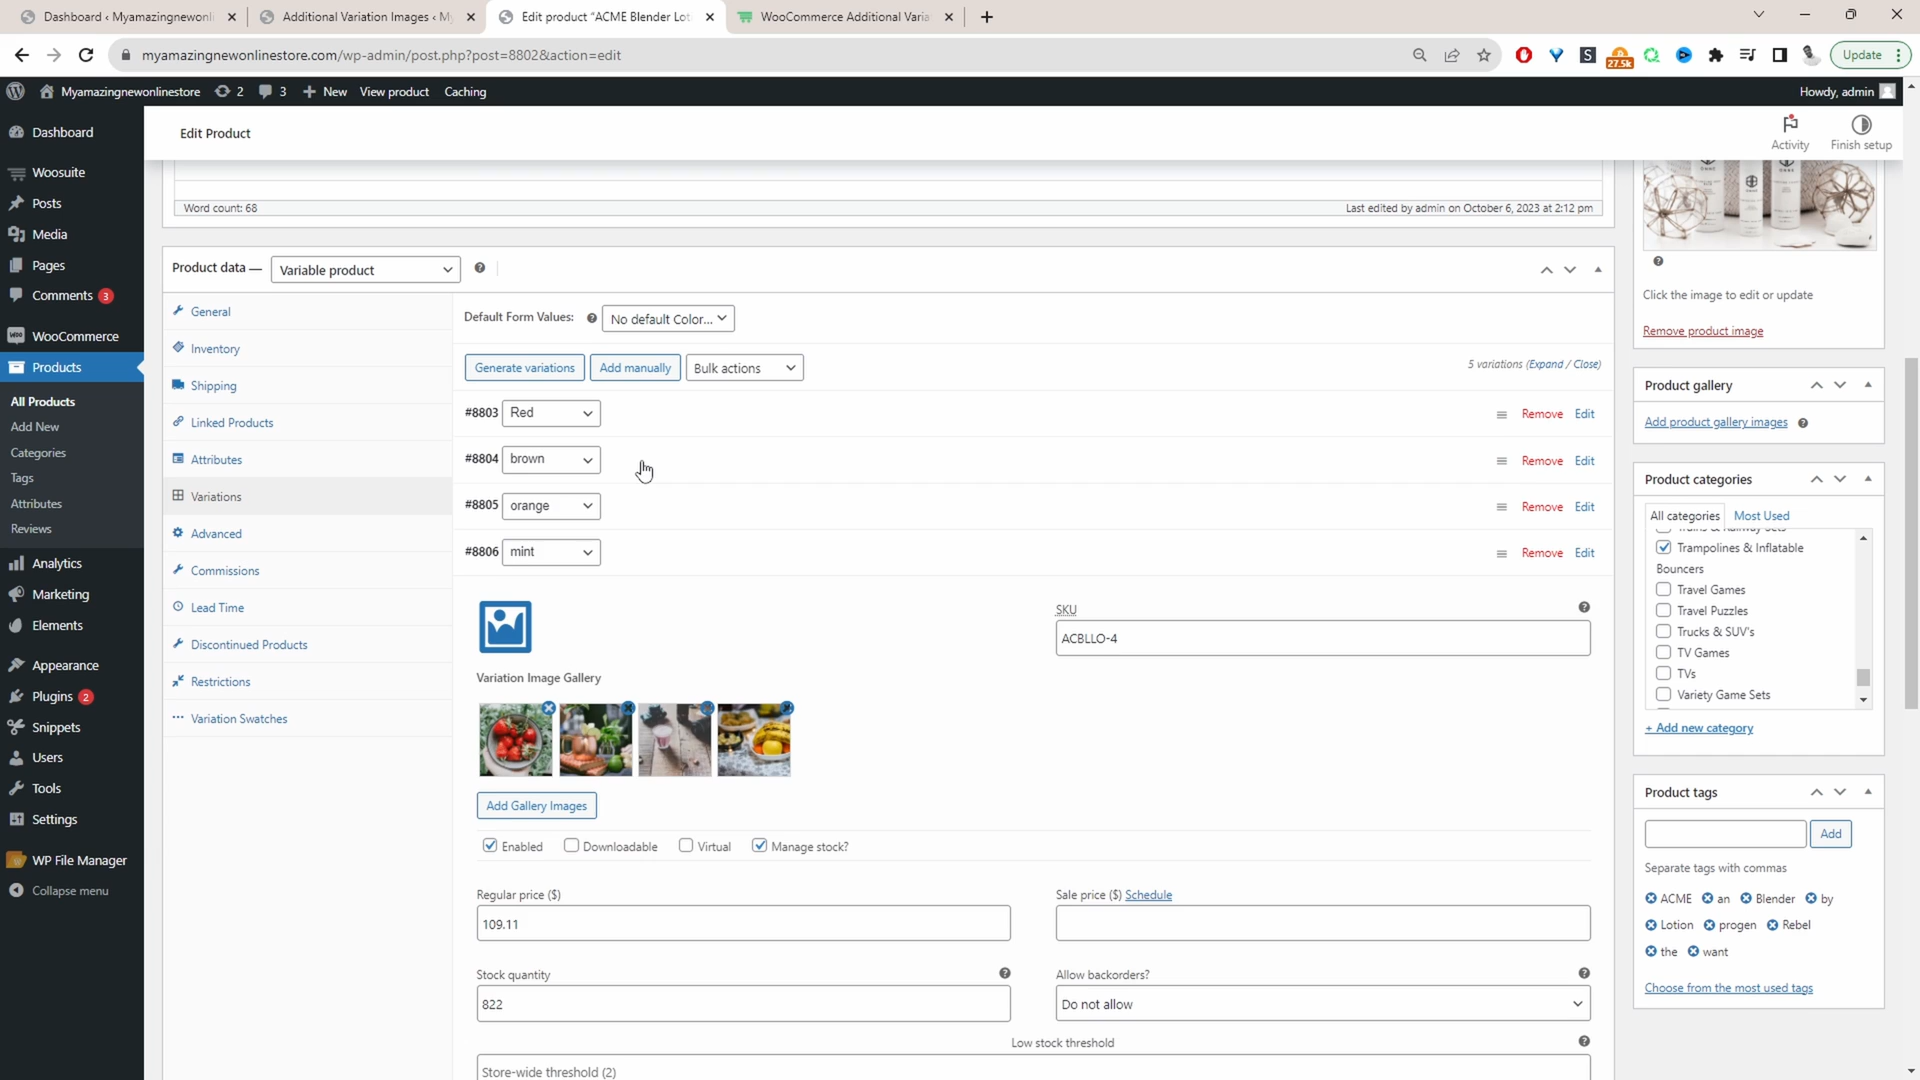 Dashboard ‹ Myamazingnewonli
Additional Variation Images ‹ My
Edit product "ACME Blender Lot
WooCommerce Additional Varia
myamazingnewonlinestore.com/wp-admin/post.php?post=8802&action=edit
27.5k
Update
Myamazingnewonlinestore
2
3
New
View product
Caching
Howdy, admin
Dashboard
Woosuite
Posts
Media
Pages
Comments 3
WooCommerce
Products
All Products
Add New
Categories
Tags
Attributes
Reviews
Analytics
Marketing
Elements
Appearance
Plugins 2
Snippets
Users
Tools
Settings
WP File Manager
Collapse menu
Edit Product
Activity
Finish setup
Word count: 68
Last edited by admin on October 6, 2023 at 2:12 pm
Product data — Variable product
General
Inventory
Shipping
Linked Products
Attributes
Variations
Advanced
Commissions
Lead Time
Discontinued Products
Restrictions
Variation Swatches
Default Form Values: No default Color...
Generate variations Add manually Bulk actions
5 variations (Expand / Close)
#8803 Red Remove Edit
#8804 brown Remove Edit
#8805 orange Remove Edit
#8806 mint Remove Edit
SKU
ACBLLO-4
Variation Image Gallery
Add Gallery Images
Enabled Downloadable Virtual Manage stock?
Regular price ($)
109.11
Sale price ($) Schedule
Stock quantity
822
Allow backorders?
Do not allow
Low stock threshold
Store-wide threshold (2)
Click the image to edit or update
Remove product image
Product gallery
Add product gallery images
Product categories
All categories Most Used
Trains & Railway Sets
Trampolines & Inflatable
Bouncers
Travel Games
Travel Puzzles
Trucks & SUV's
TV Games
TVs
Variety Game Sets
+ Add new category
Product tags
Add
Separate tags with commas
ACME an Blender by
Lotion progen Rebel
the want
Choose from the most used tags